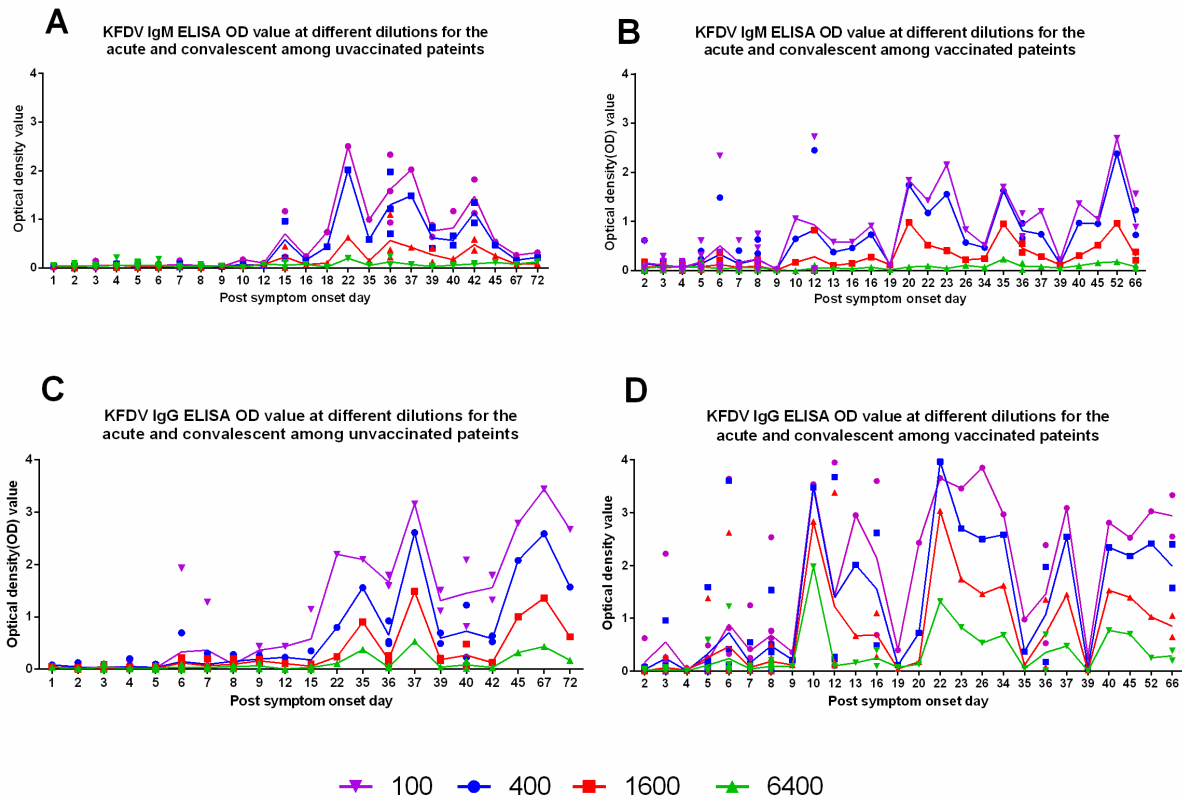 A
KFDV IgM ELISA OD value at different dilutions for the
acute and convalescent among unvaccinated pateints
Optical density value
4
3
2
1
0
1 2 3 4 5 6 7 8 9 10 12 15 16 18 22 35 36 37 39 40 42 45 67 72
Post symptom onset day
B
KFDV IgM ELISA OD value at different dilutions for the
acute and convalescent among vaccinated pateints
Optical density(OD) value
4
3
2
1
0
2 3 4 5 6 7 8 9 10 12 13 16 19 20 22 23 26 34 35 36 37 39 40 45 52 66
Post symptom onset day
C
KFDV IgG ELISA OD value at different dilutions for the
acute and convalescent among unvaccinated pateints
Optical density(OD) value
4
3
2
1
0
1 2 3 4 5 6 7 8 9 12 15 22 35 36 37 39 40 42 45 67 72
Post symptom onset day
D
KFDV IgG ELISA OD value at different dilutions for the
acute and convalescent among vaccinated pateints
Optical density value
4
3
2
1
0
2 3 4 5 6 7 8 9 10 12 13 16 19 20 22 23 26 34 35 36 37 39 40 45 52 66
Post symptom onset day
100 400 1600 6400